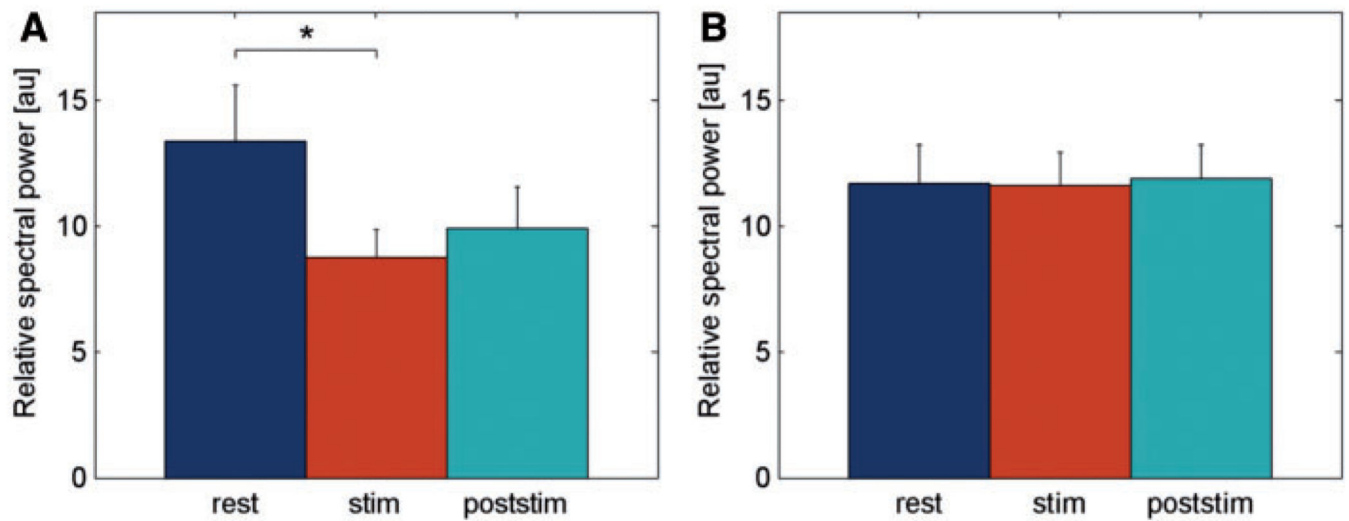 A
*
Relative spectral power [au]
15
10
5
0
rest stim poststim
B
Relative spectral power [au]
15
10
5
0
rest stim poststim